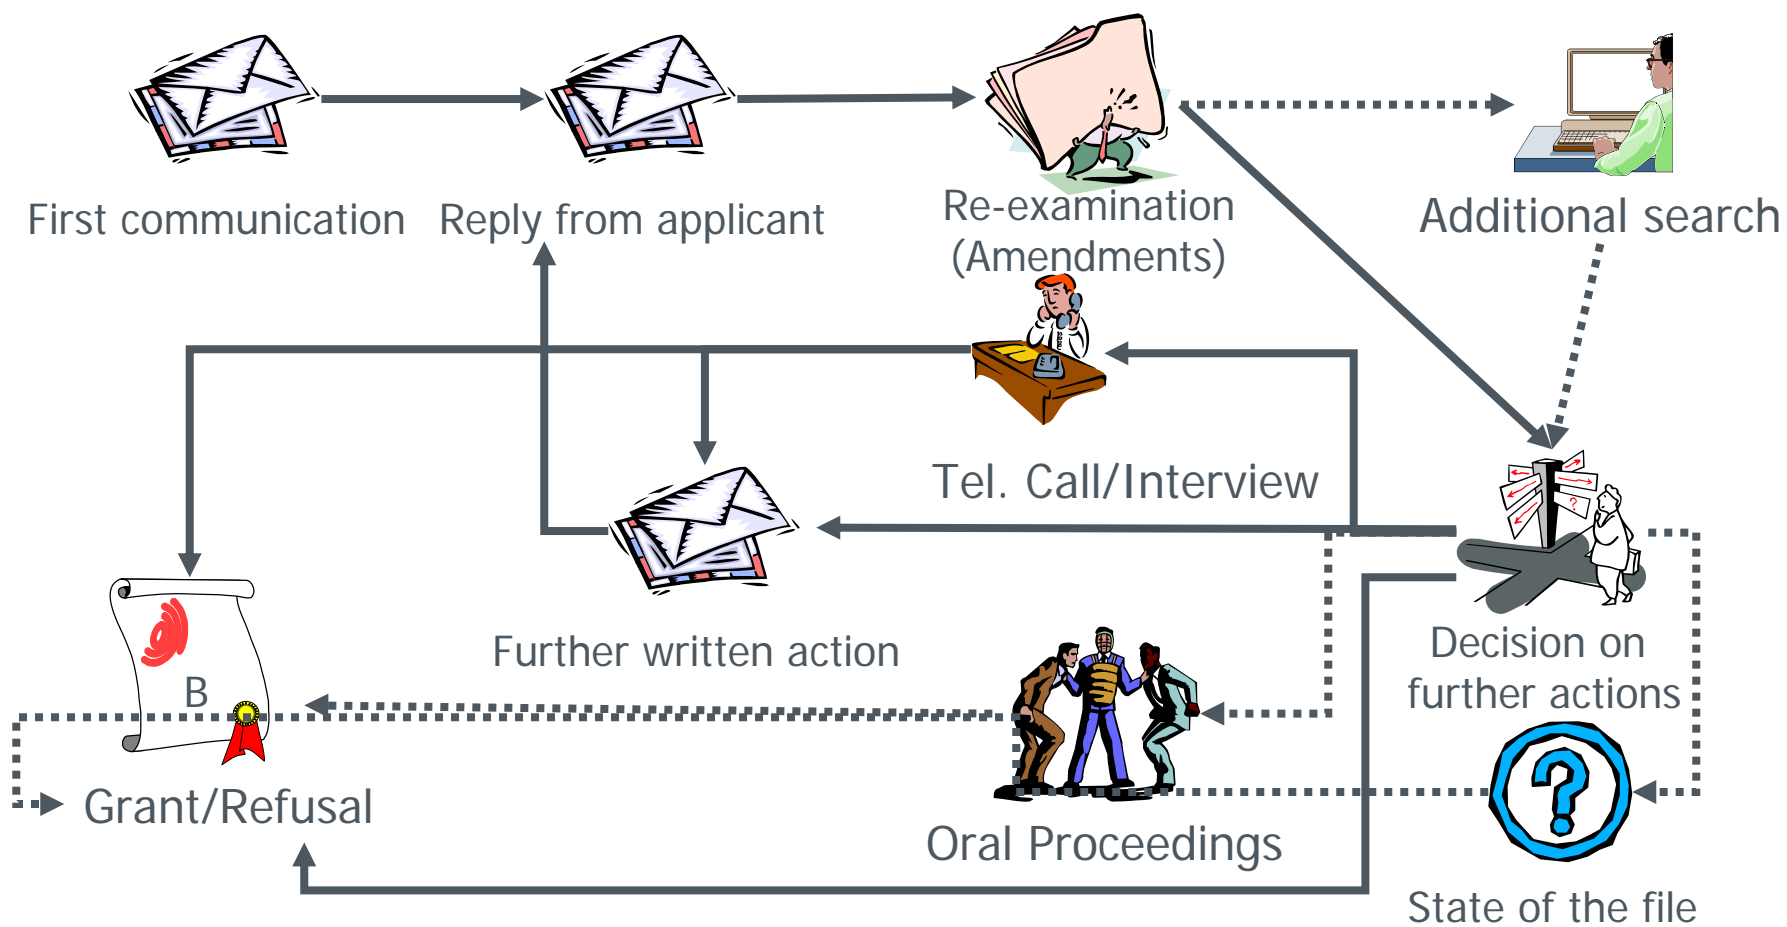 First communication
Reply from applicant
Re-examination
(Amendments)
Additional search
Tel. Call/Interview
?
Further written action
Decision on
further actions
B
Grant/Refusal
Oral Proceedings
?
State of the file